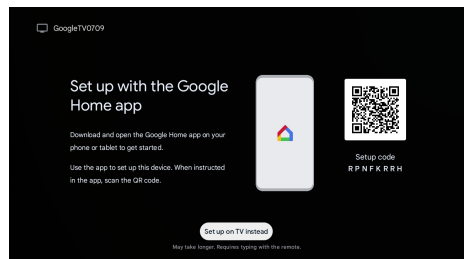 GoogleTV0709
Set up with the Google
Home app
Download and open the Google Home app on your
phone or tablet to get started.
Use the app to set up this device. When instructed
in the app, scan the QR code.
Setup code
RPNFKRRH
Set up on TV instead
May take longer. Requires typing with the remote.